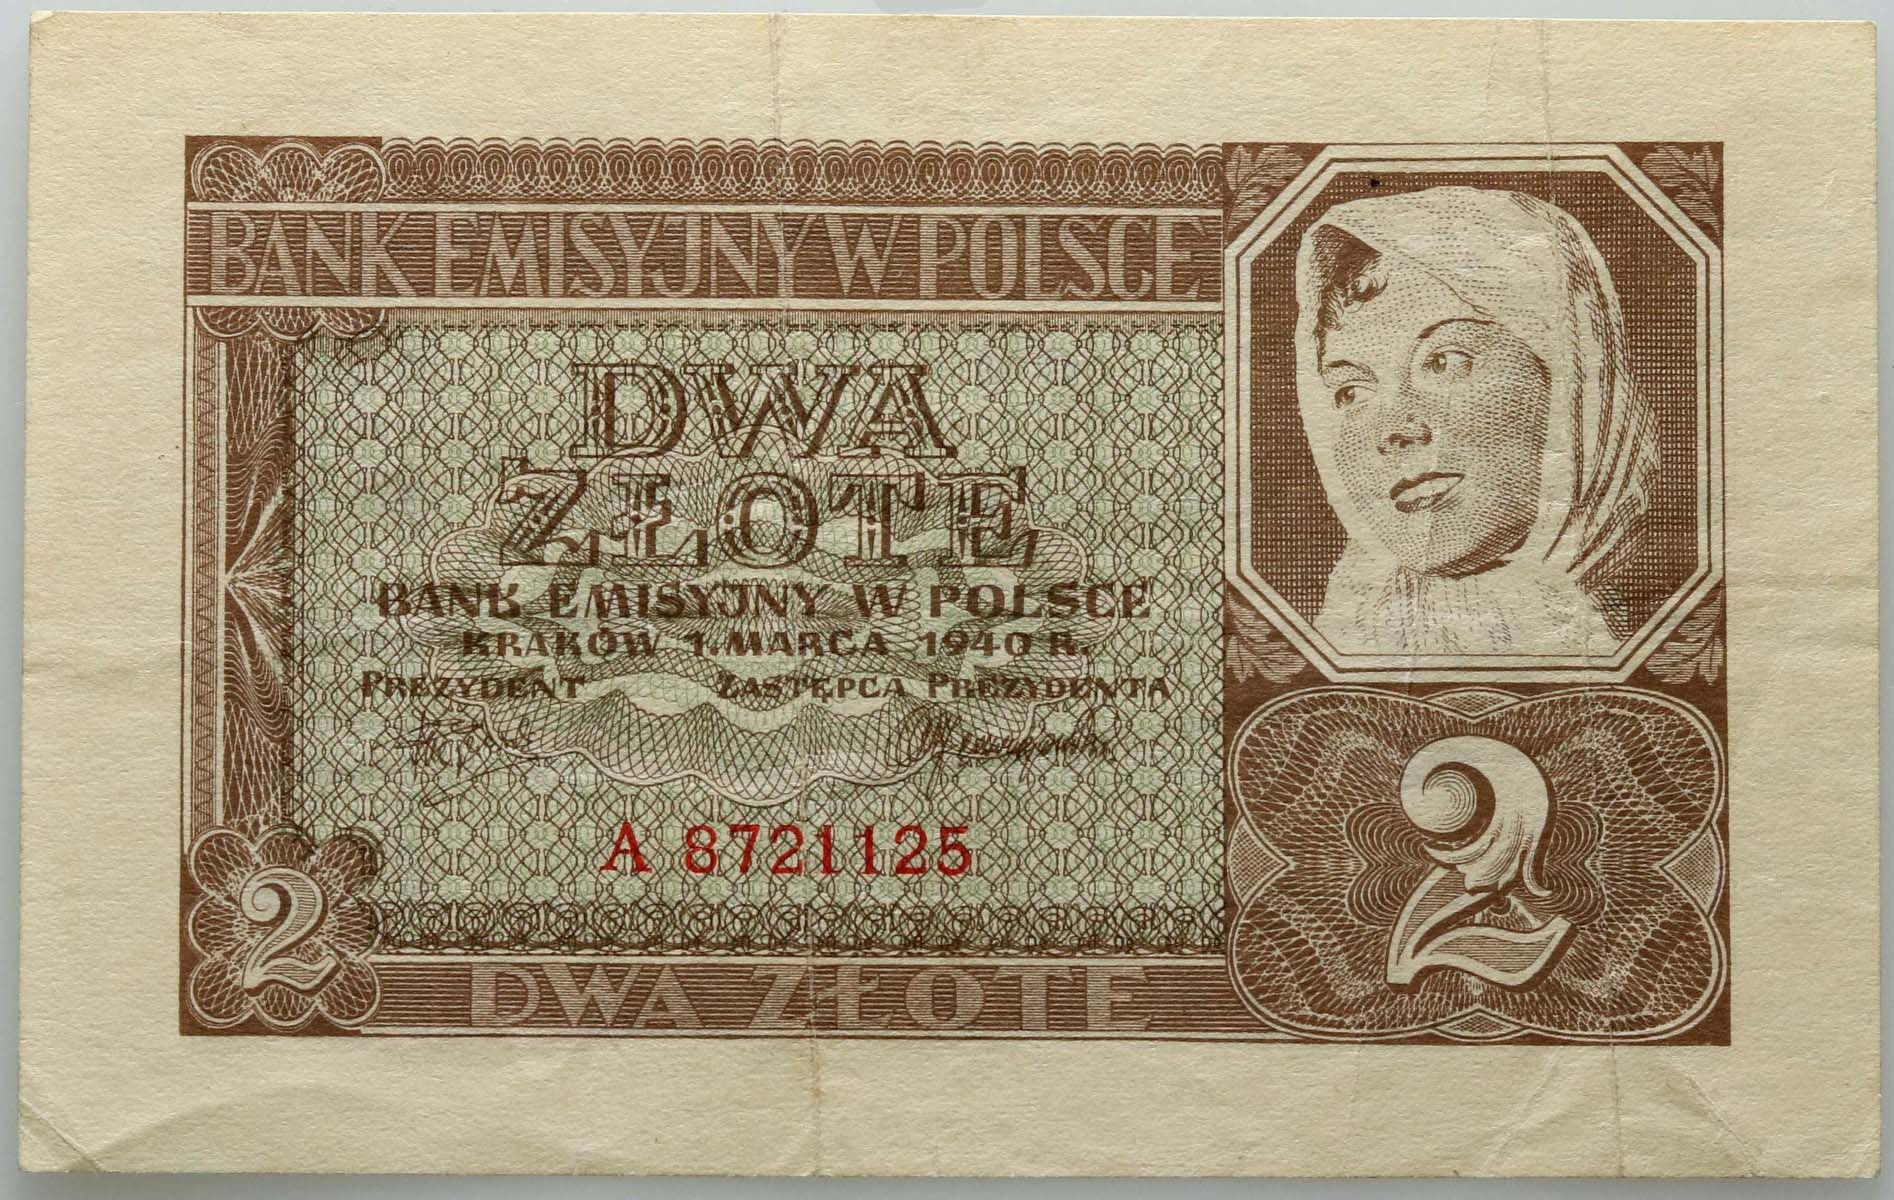 BANK EMISYJNY W POLSCE
DWA
ZŁOTE
BANK EMISYJNY W POLSCE
KRAKÓW 1. MARCA 1940 R.
PREZYDENT ZASTĘPCA PREZYDENTA
A 8721125
2
2
DWA ZŁOTE